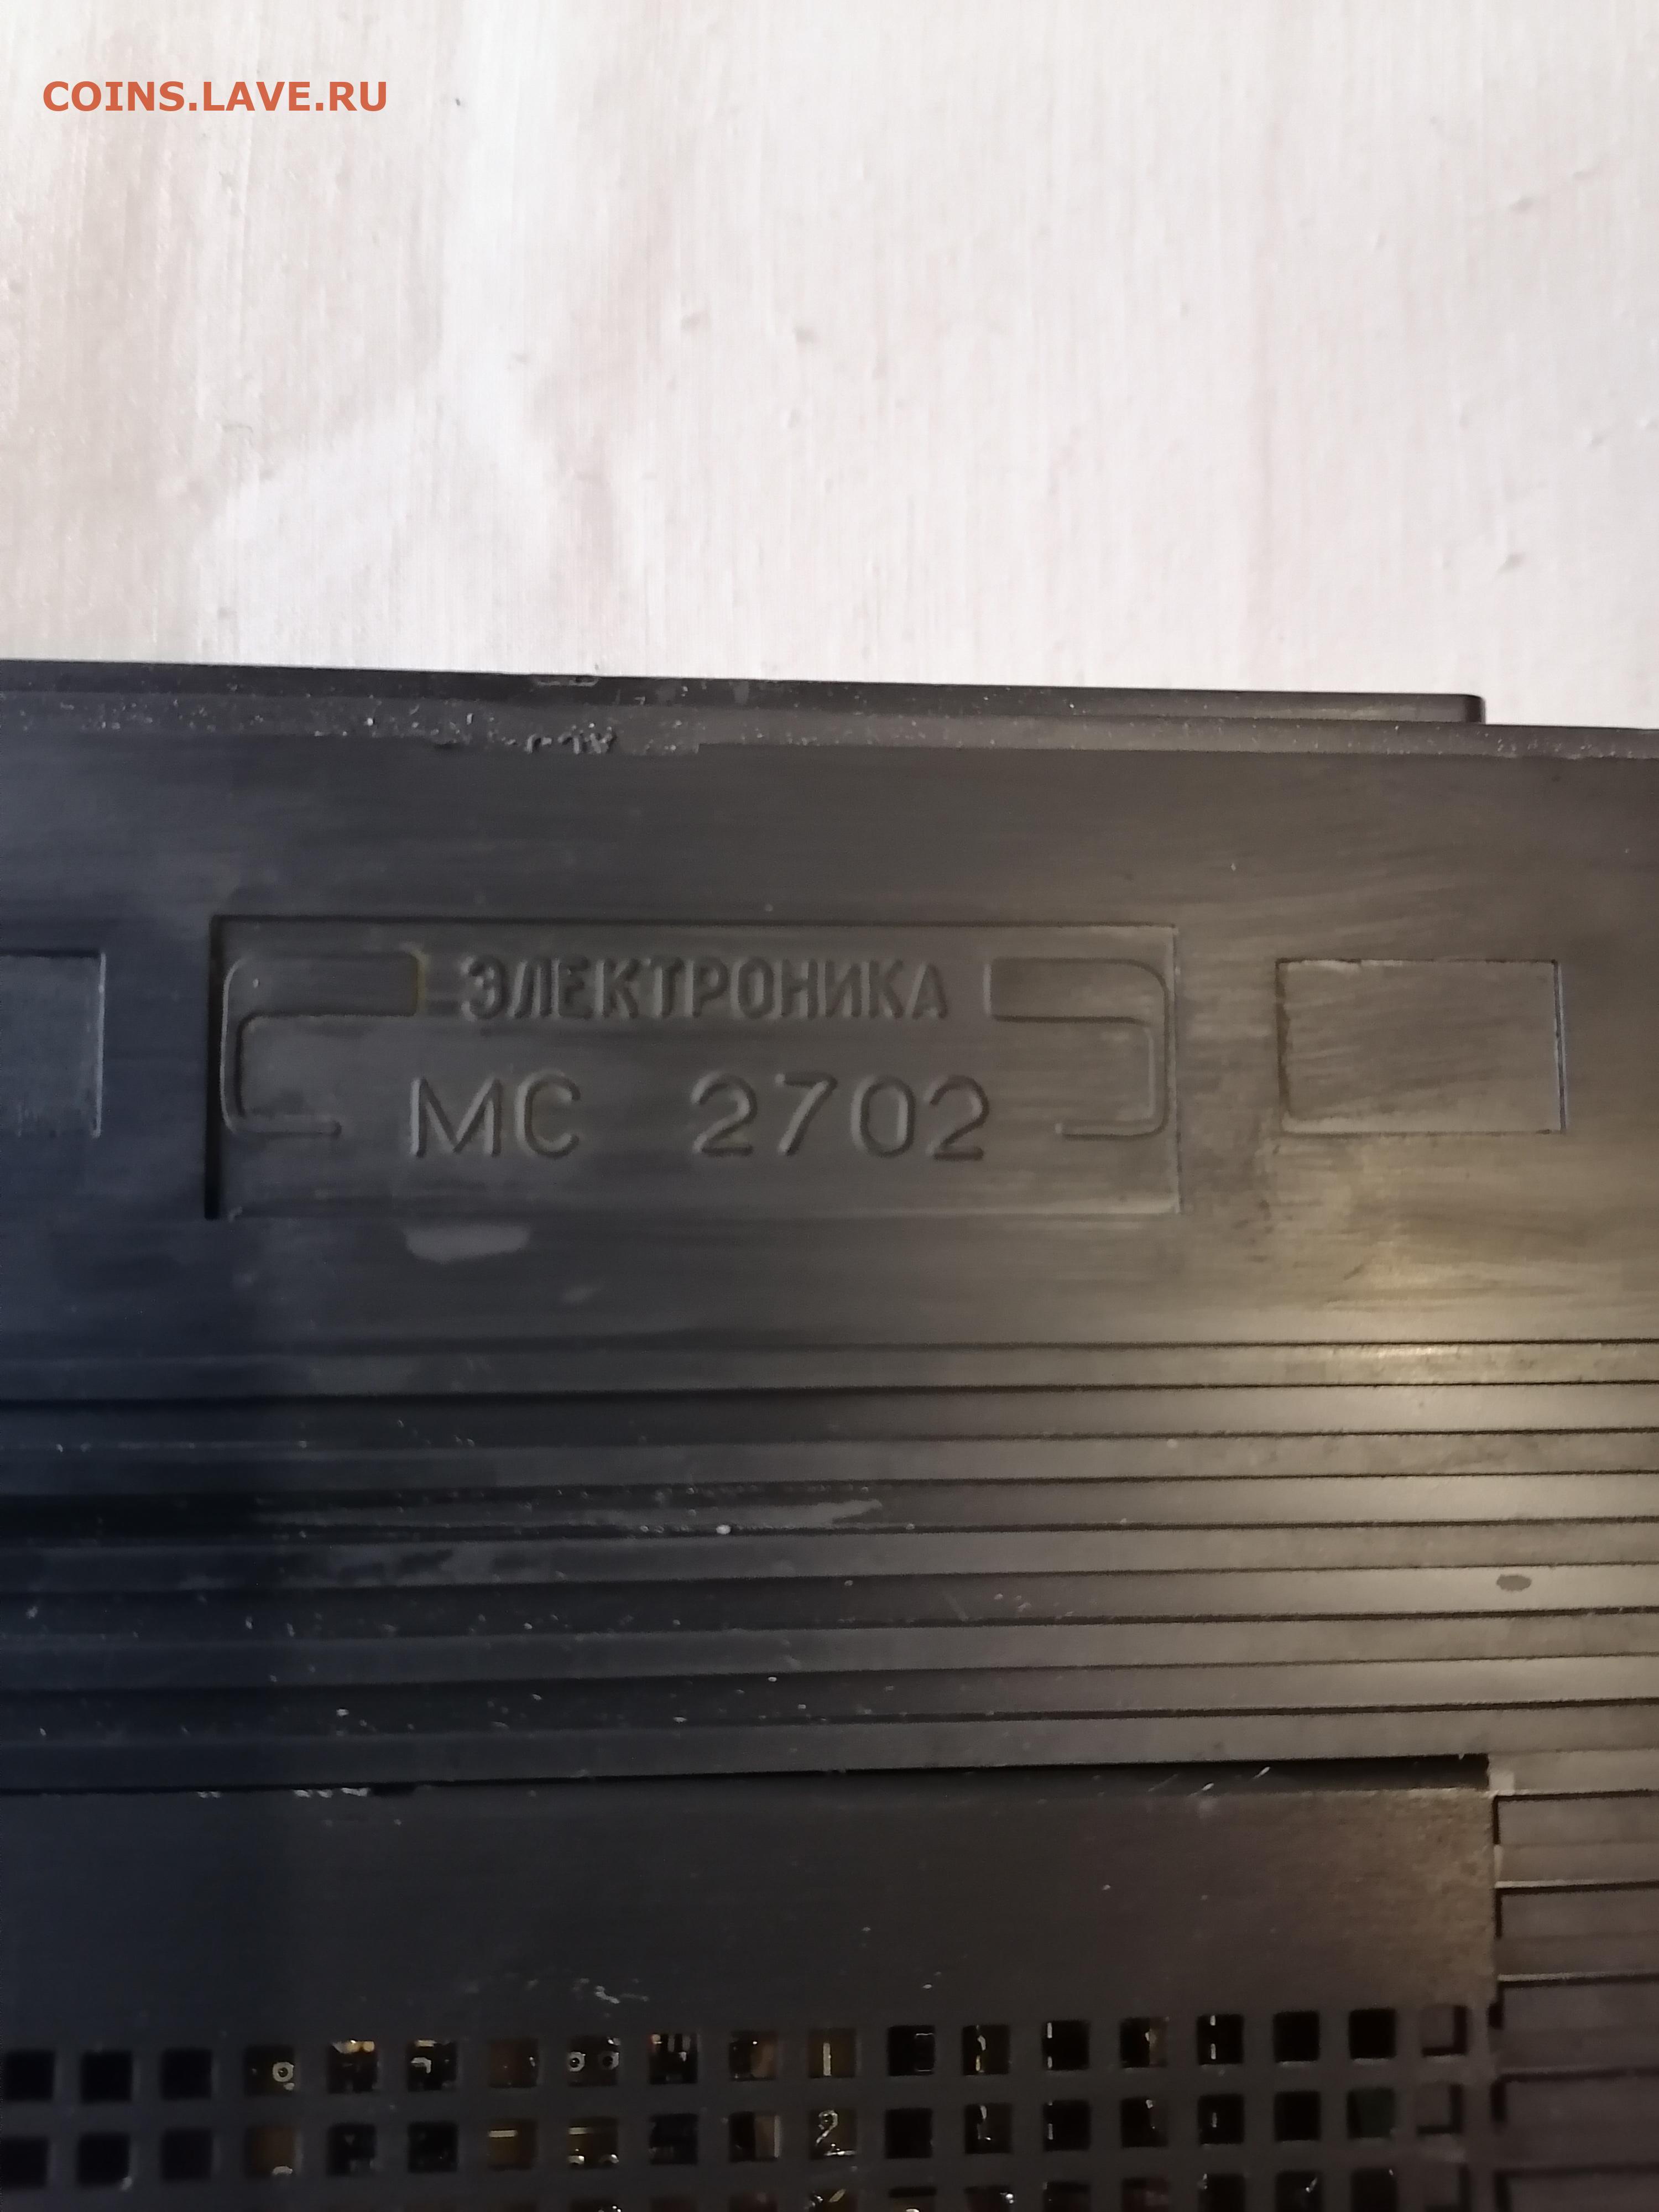 COINS.LAVE.RU
ЭЛЕКТРОНИКА
МС 2702